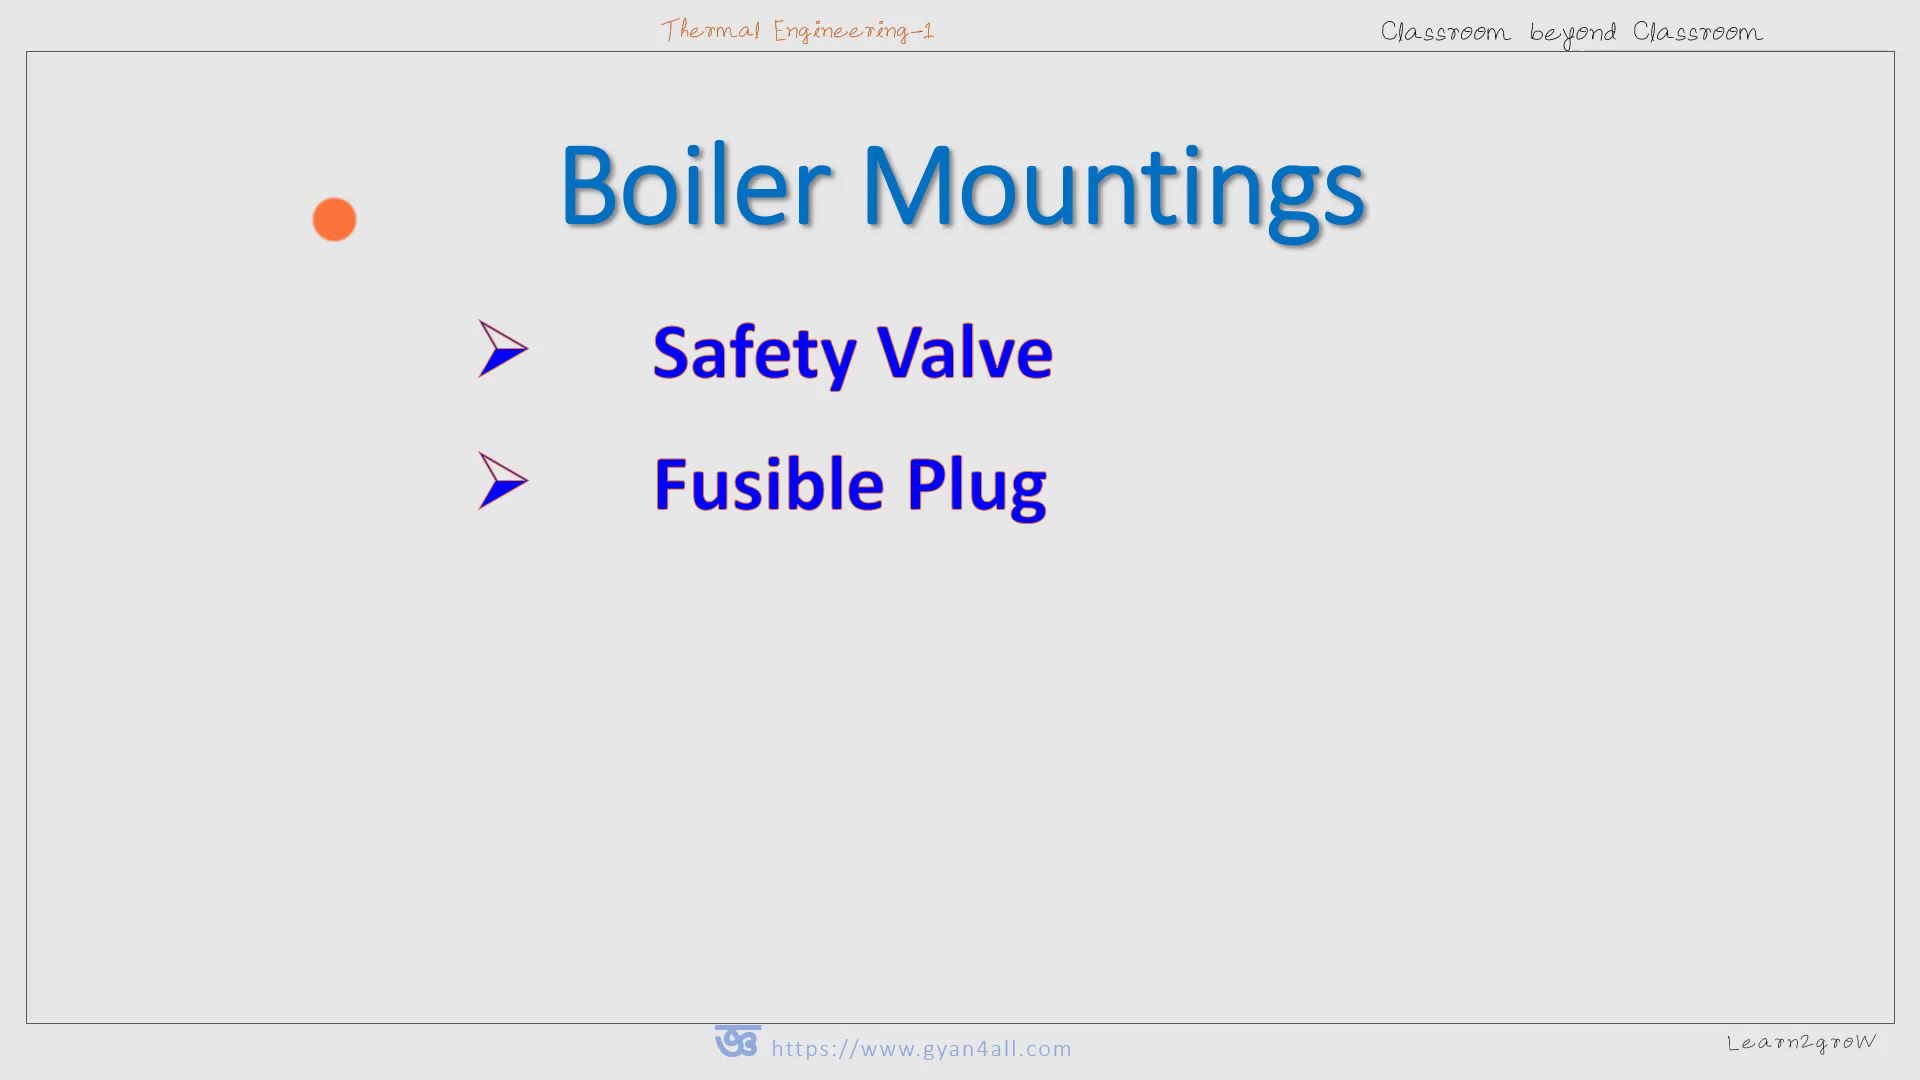 Thermal Engineering-1
Classroom beyond Classroom
Boiler Mountings
Safety Valve
Fusible Plug
https://www.gyan4all.com
Learn2groW